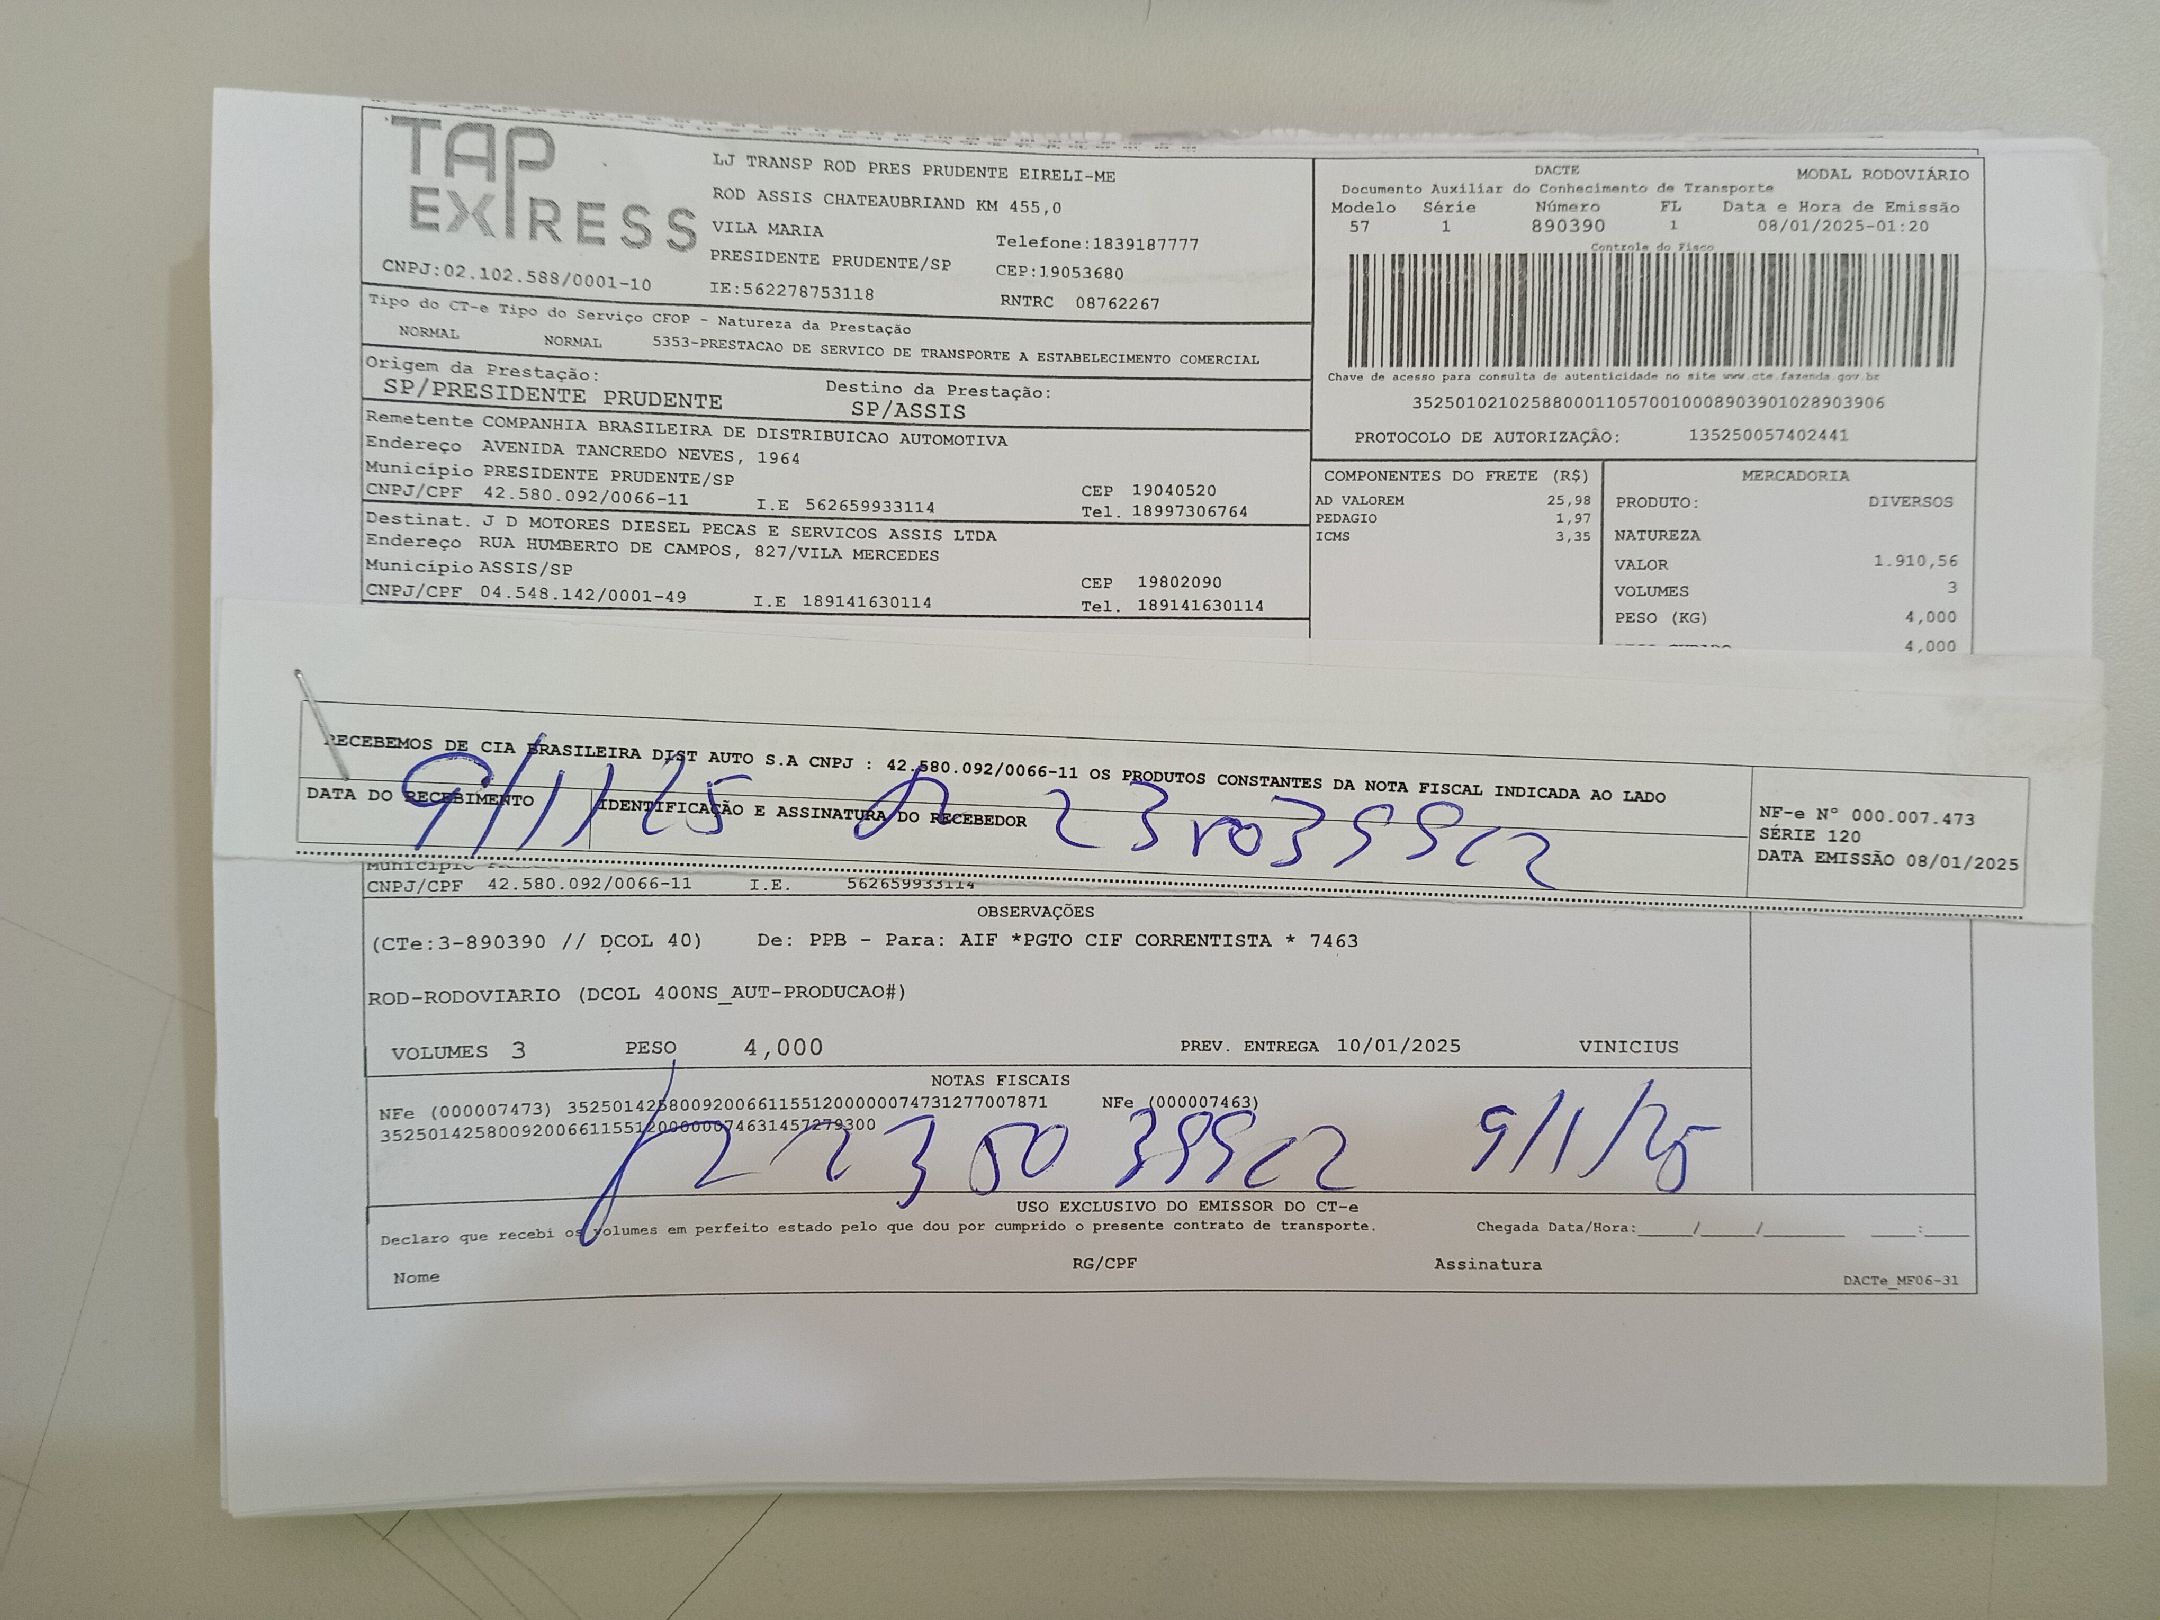 TAP
EXPRESS
CNPJ:02.102.588/0001-10
LJ TRANSP ROD PRES PRUDENTE EIRELI-ME
ROD ASSIS CHATEAUBRIAND KM 455,0
VILA MARIA
Telefone:1839187777
PRESIDENTE PRUDENTE/SP CEP:19053680
IE:562278753118 RNTRC 08762267
DACTE MODAL RODOVIÁRIO
Documento Auxiliar do Conhecimento de Transporte
Modelo Série Número FL Data e Hora de Emissão
57 1 890390 1 08/01/2025-01:20
Controle do Fisco
Chave de acesso para consulta de autenticidade no site www.cte.fazenda.gov.br
35250102102588000110570010008903901028903906
PROTOCOLO DE AUTORIZAÇÃO: 135250057402441
Tipo do CT-e Tipo do Serviço CFOP - Natureza da Prestação
NORMAL NORMAL 5353-PRESTACAO DE SERVICO DE TRANSPORTE A ESTABELECIMENTO COMERCIAL
Origem da Prestação: Destino da Prestação:
SP/PRESIDENTE PRUDENTE SP/ASSIS
Remetente COMPANHIA BRASILEIRA DE DISTRIBUICAO AUTOMOTIVA
Endereço AVENIDA TANCREDO NEVES, 1964
Município PRESIDENTE PRUDENTE/SP CEP 19040520
CNPJ/CPF 42.580.092/0066-11 I.E 562659933114 Tel. 18997306764
Destinat. J D MOTORES DIESEL PECAS E SERVICOS ASSIS LTDA
Endereço RUA HUMBERTO DE CAMPOS, 827/VILA MERCEDES
Município ASSIS/SP CEP 19802090
CNPJ/CPF 04.548.142/0001-49 I.E 189141630114 Tel. 189141630114
COMPONENTES DO FRETE (R$)
AD VALOREM 25,98
PEDAGIO 1,97
ICMS 3,35
MERCADORIA
PRODUTO: DIVERSOS
NATUREZA
VALOR 1.910,56
VOLUMES 3
PESO (KG) 4,000
4,000
RECEBEMOS DE CIA BRASILEIRA DIST AUTO S.A CNPJ : 42.580.092/0066-11 OS PRODUTOS CONSTANTES DA NOTA FISCAL INDICADA AO LADO
DATA DO RECEBIMENTO IDENTIFICAÇÃO E ASSINATURA DO RECEBEDOR
9/1/25
NF-e Nº 000.007.473
SÉRIE 120
DATA EMISSÃO 08/01/2025
Município
CNPJ/CPF 42.580.092/0066-11 I.E. 562659933114
OBSERVAÇÕES
(CTe:3-890390 // DCOL 40) De: PPB - Para: AIF *PGTO CIF CORRENTISTA * 7463
ROD-RODOVIARIO (DCOL 400NS_AUT-PRODUCAO#)
VOLUMES 3 PESO 4,000 PREV. ENTREGA 10/01/2025 VINICIUS
NOTAS FISCAIS
NFe (000007473) 35250142580092006611551200000074731277007871 NFe (000007463)
35250142580092006611551200000074631457279300
9/1/25
USO EXCLUSIVO DO EMISSOR DO CT-e
Declaro que recebi os volumes em perfeito estado pelo que dou por cumprido o presente contrato de transporte. Chegada Data/Hora:_____/_____/_______ ____:____
Nome RG/CPF Assinatura
DACTe_MF06-31